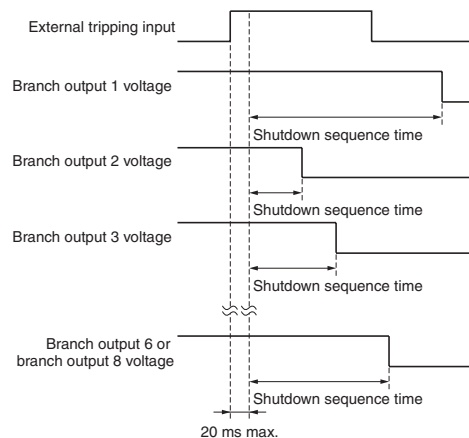 External tripping input
Branch output 1 voltage
Shutdown sequence time
Branch output 2 voltage
Shutdown sequence time
Branch output 3 voltage
Shutdown sequence time
Branch output 6 or
branch output 8 voltage
Shutdown sequence time
20 ms max.